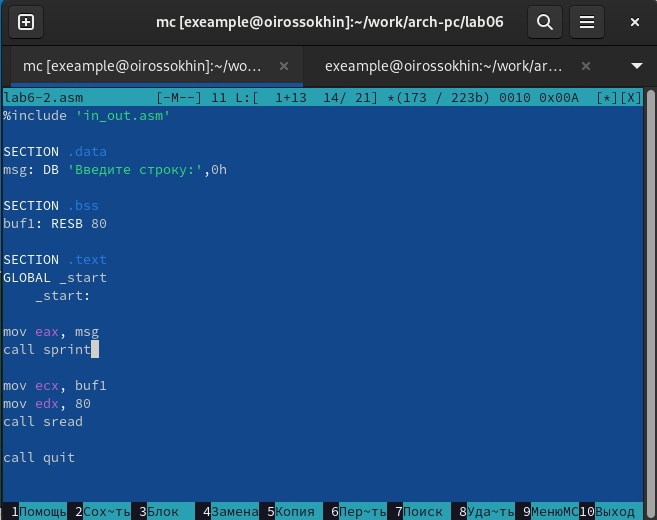 mc [exeample@oirossokhin]:~/work/arch-pc/lab06
mc [exeample@oirossokhin]:~/wo…
exeample@oirossokhin:~/work/ar…
lab6-2.asm [-M--] 11 L:[ 1+13 14/ 21] *(173 / 223b) 0010 0x00A [*][X]
%include 'in_out.asm'
SECTION .data
msg: DB 'Введите строку:',0h
SECTION .bss
buf1: RESB 80
SECTION .text
GLOBAL _start
_start:
mov eax, msg
call sprint
mov ecx, buf1
mov edx, 80
call sread
call quit
1Помощь 2Сох~ть 3Блок 4Замена 5Копия 6Пер~ть 7Поиск 8Уда~ть 9МенюMC 10Выход